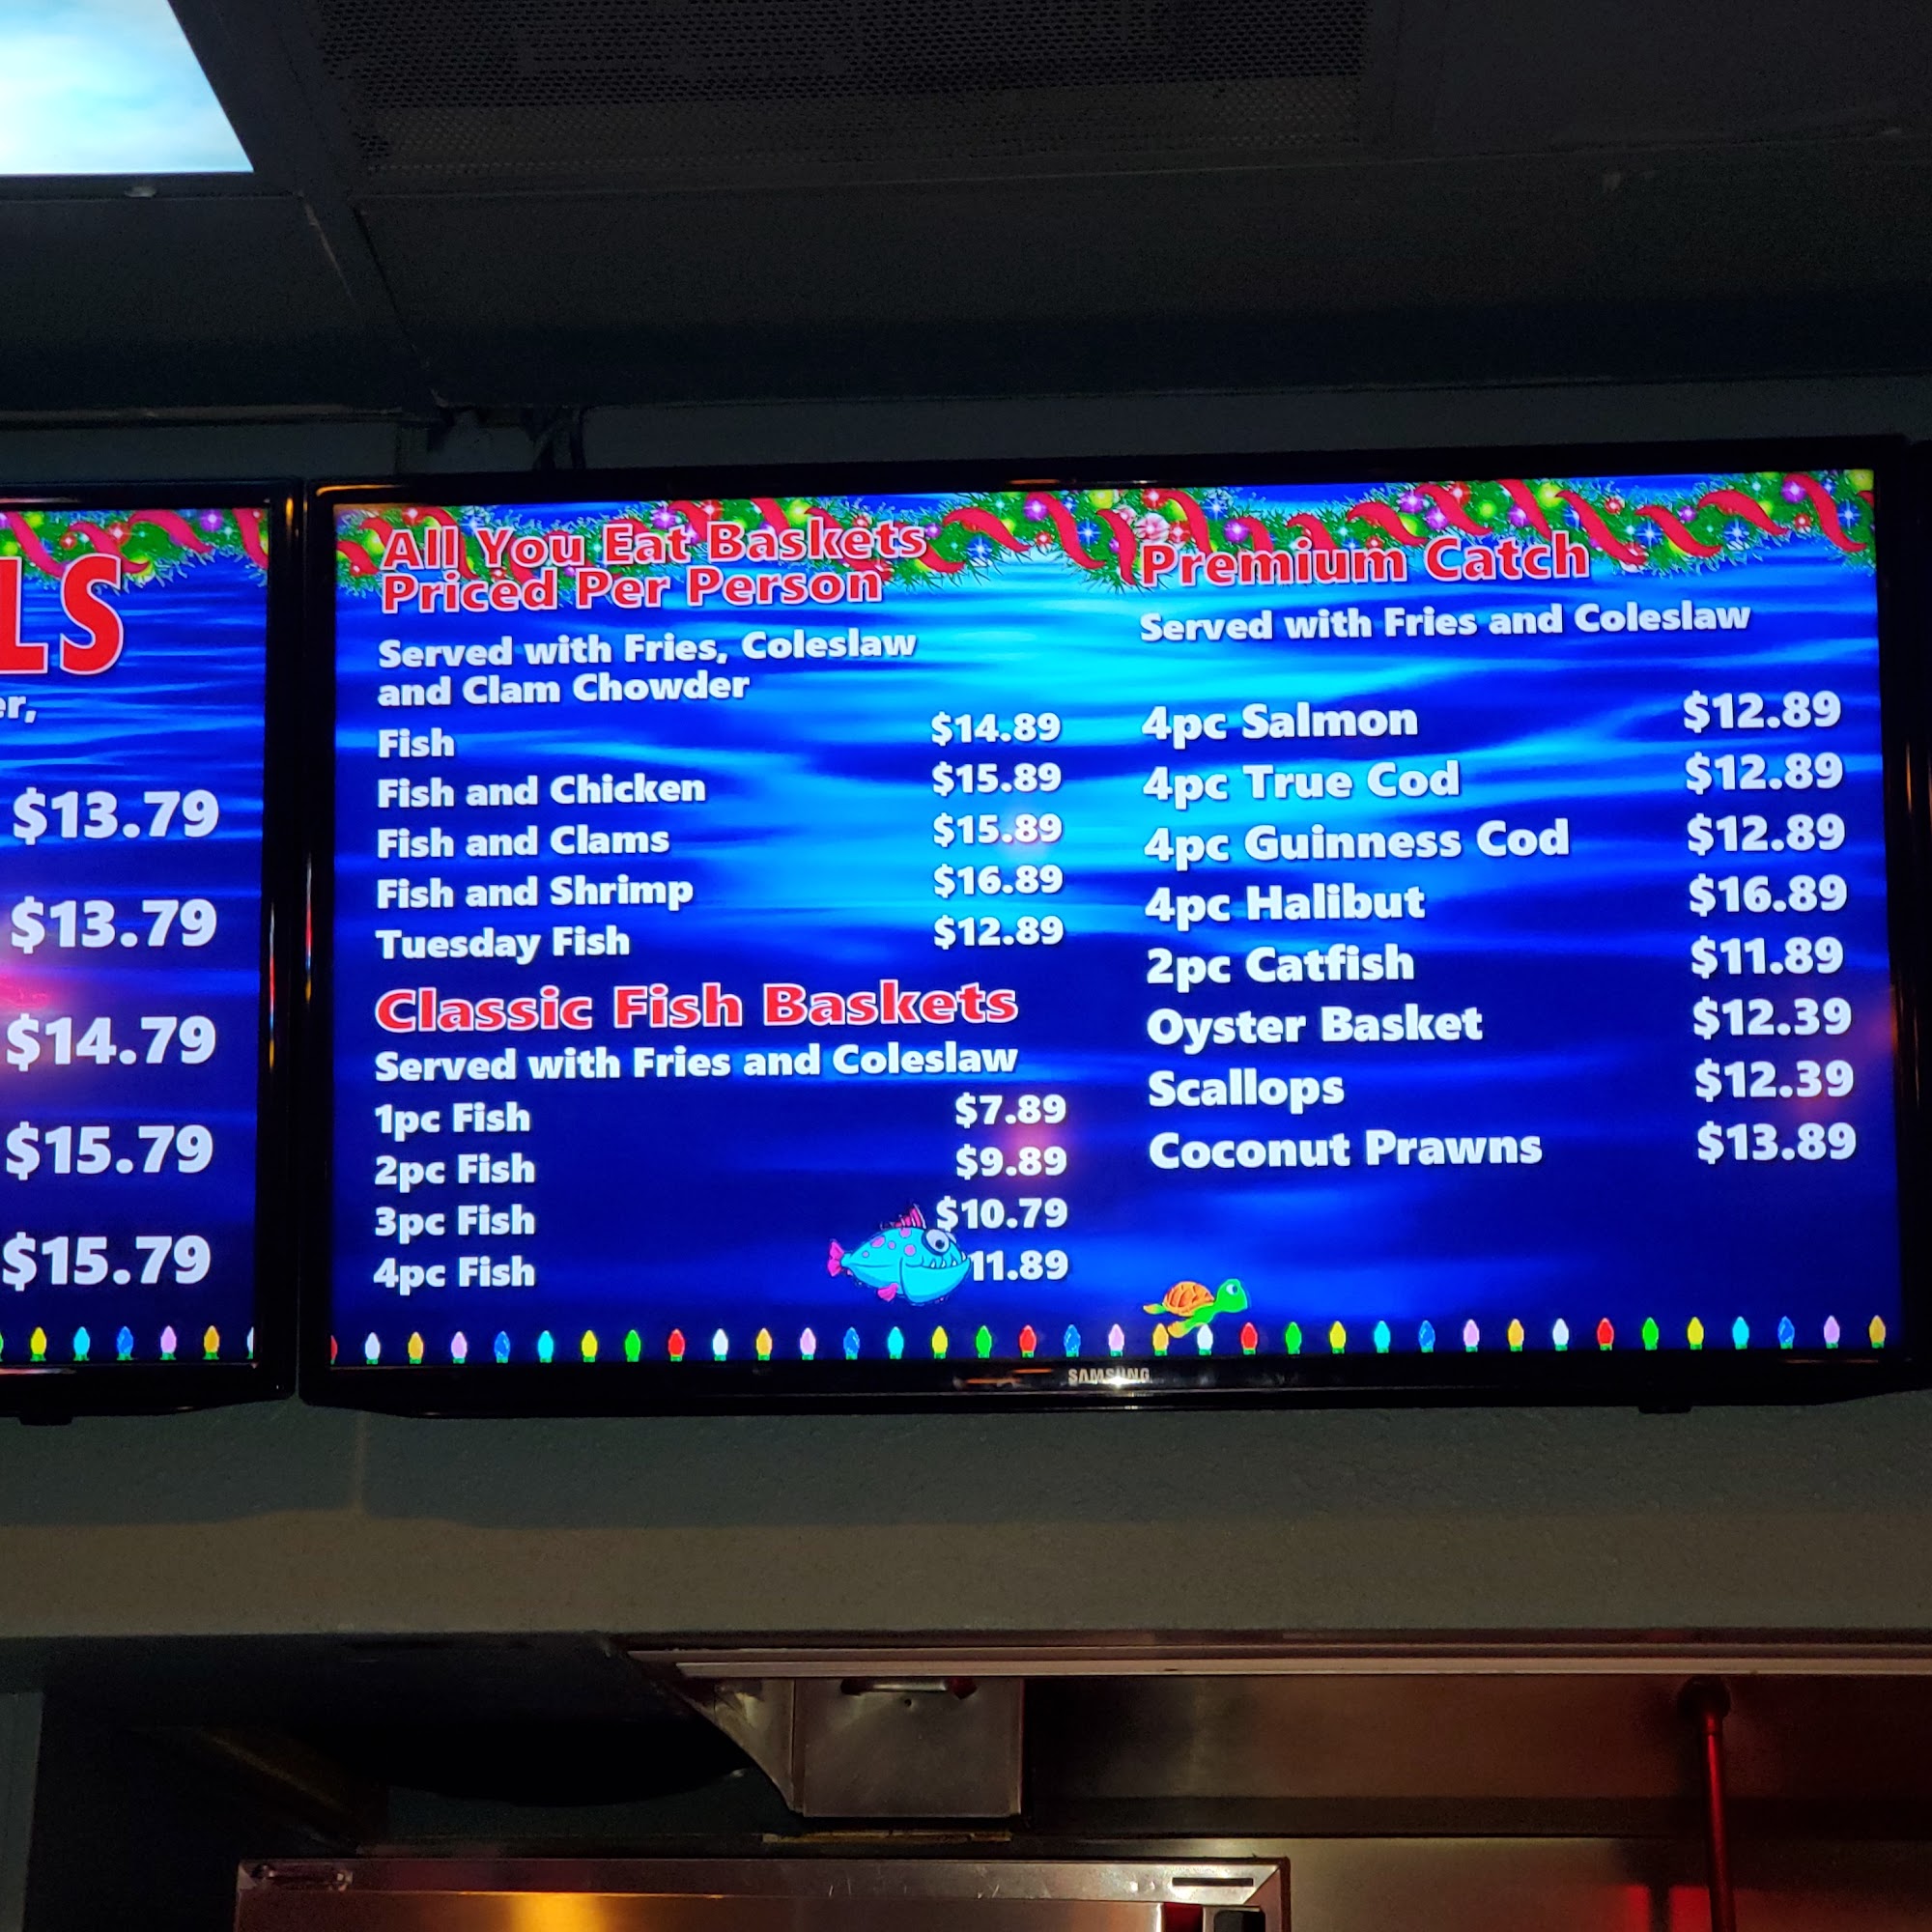 LS
er,
$13.79
$13.79
$14.79
$15.79
$15.79
All You Eat Baskets
Priced Per Person
Served with Fries, Coleslaw
and Clam Chowder
Fish $14.89
Fish and Chicken $15.89
Fish and Clams $15.89
Fish and Shrimp $16.89
Tuesday Fish $12.89
Classic Fish Baskets
Served with Fries and Coleslaw
1pc Fish $7.89
2pc Fish $9.89
3pc Fish $10.79
4pc Fish 11.89
Premium Catch
Served with Fries and Coleslaw
4pc Salmon $12.89
4pc True Cod $12.89
4pc Guinness Cod $12.89
4pc Halibut $16.89
2pc Catfish $11.89
Oyster Basket $12.39
Scallops $12.39
Coconut Prawns $13.89
SAMSUNG